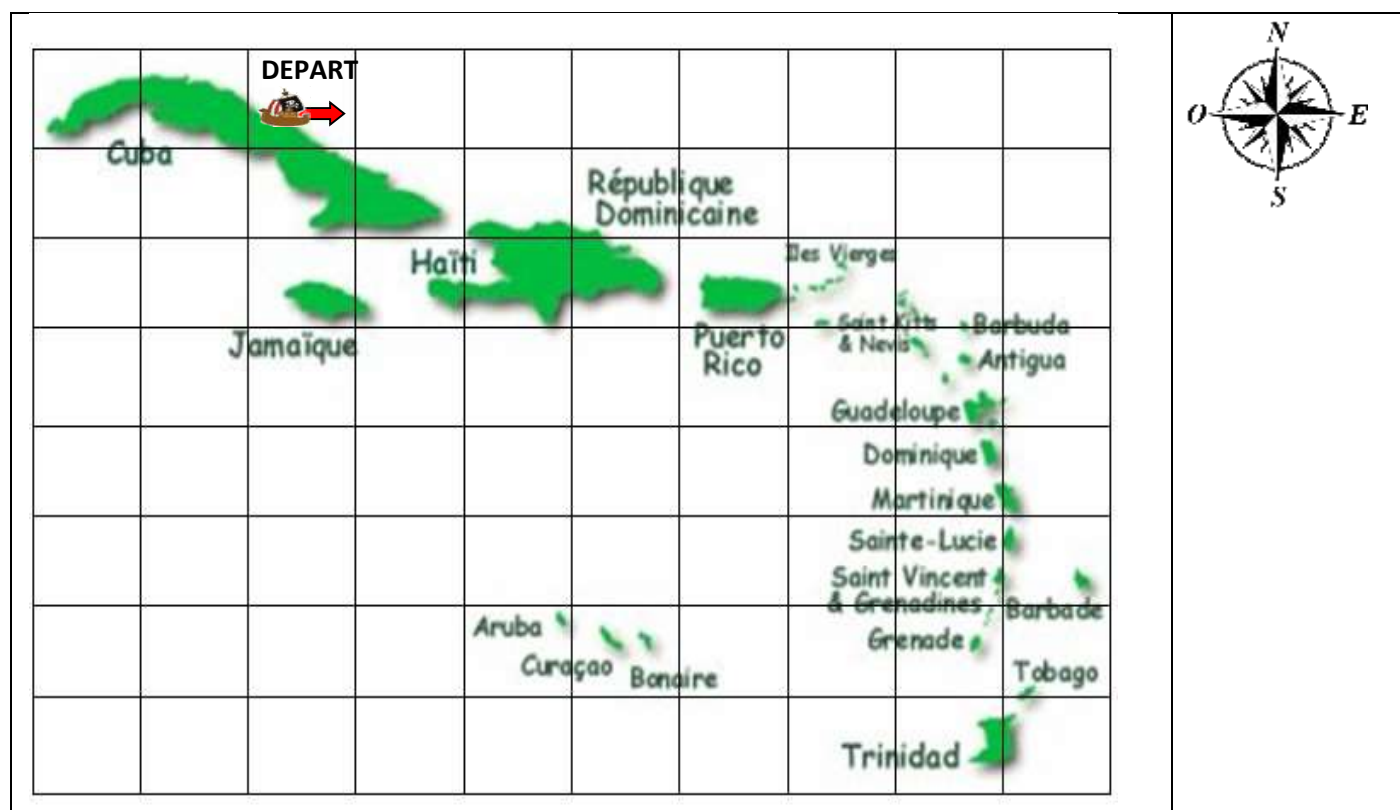 DEPART
N
O
E
S
Cuba
République
Dominicaine
Haïti
Iles Vierges
Jamaïque
Puerto
Rico
Saint Kitts
& Nevis
Barbuda
Antigua
Guadeloupe
Dominique
Martinique
Sainte-Lucie
Saint Vincent
& Grenadines
Barbade
Aruba
Grenade
Curaçao
Bonaire
Tobago
Trinidad